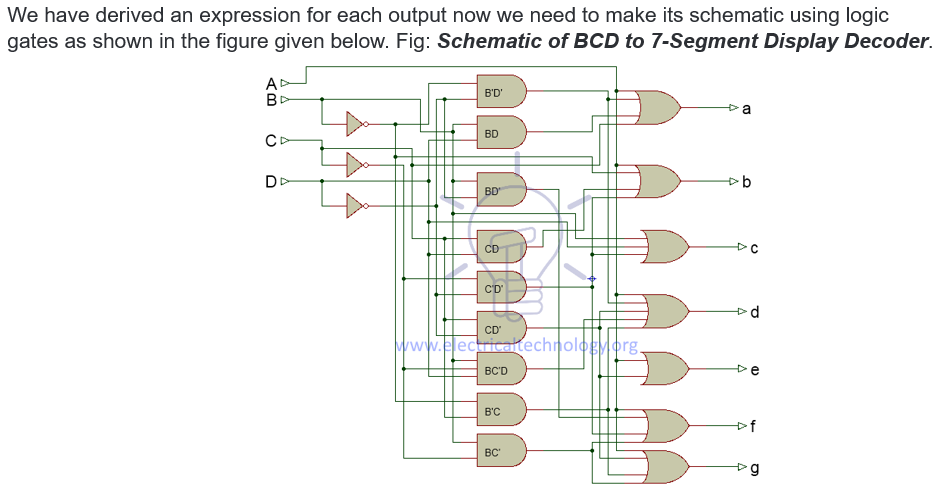 We have derived an expression for each output now we need to make its schematic using logic
gates as shown in the figure given below. Fig: Schematic of BCD to 7-Segment Display Decoder.
A
B
C
D
B'D'
BD
BD'
CD
C'D'
CD'
BC'D
B'C
BC'
a
b
c
d
e
f
g
www.electricaltechnology.org